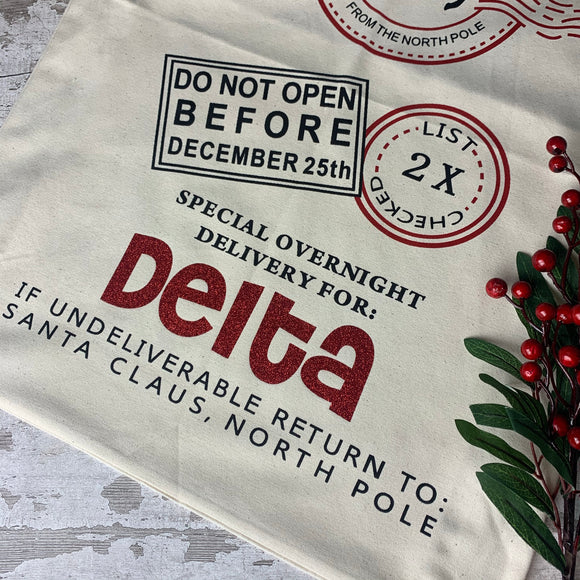 FROM THE NORTH POLE
DO NOT OPEN
BEFORE
DECEMBER 25th
LIST
2 X
CHECKED
SPECIAL OVERNIGHT
DELIVERY FOR:
Delta
IF UNDELIVERABLE RETURN TO:
SANTA CLAUS, NORTH POLE